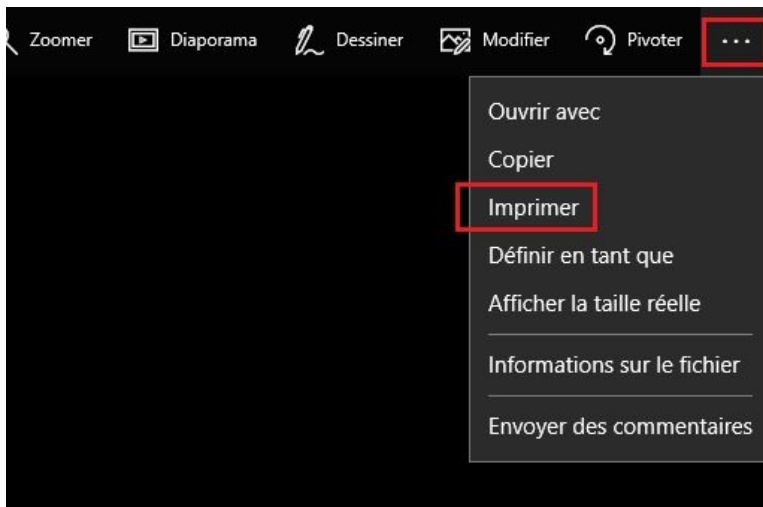 Zoomer Diaporama Dessiner Modifier Pivoter ...
Ouvrir avec
Copier
Imprimer
Définir en tant que
Afficher la taille réelle
Informations sur le fichier
Envoyer des commentaires